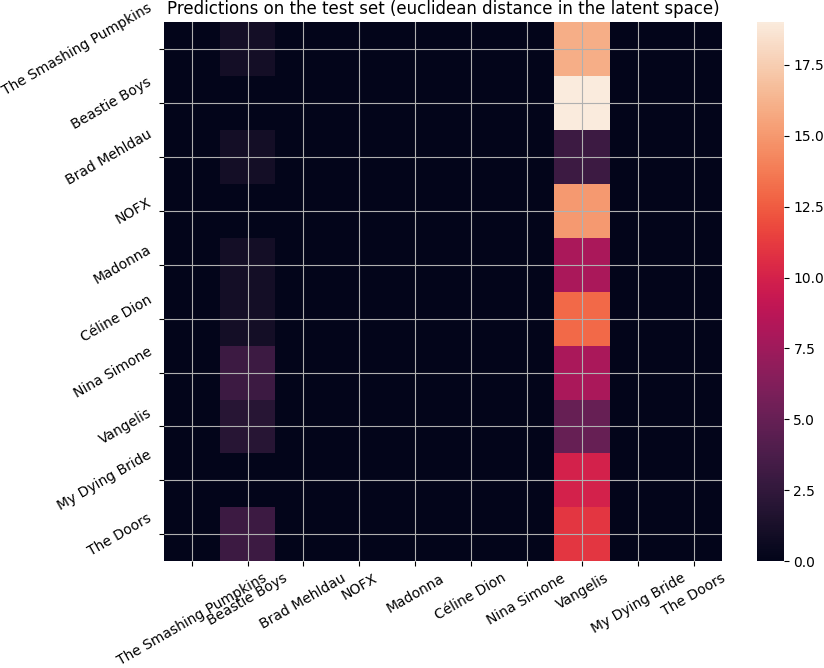 Predictions on the test set (euclidean distance in the latent space)
The Smashing Pumpkins
Beastie Boys
Brad Mehldau
NOFX
Madonna
Céline Dion
Nina Simone
Vangelis
My Dying Bride
The Doors
The Smashing Pumpkins
Beastie Boys
Brad Mehldau
NOFX
Madonna
Céline Dion
Nina Simone
Vangelis
My Dying Bride
The Doors
17.5
15.0
12.5
10.0
7.5
5.0
2.5
0.0